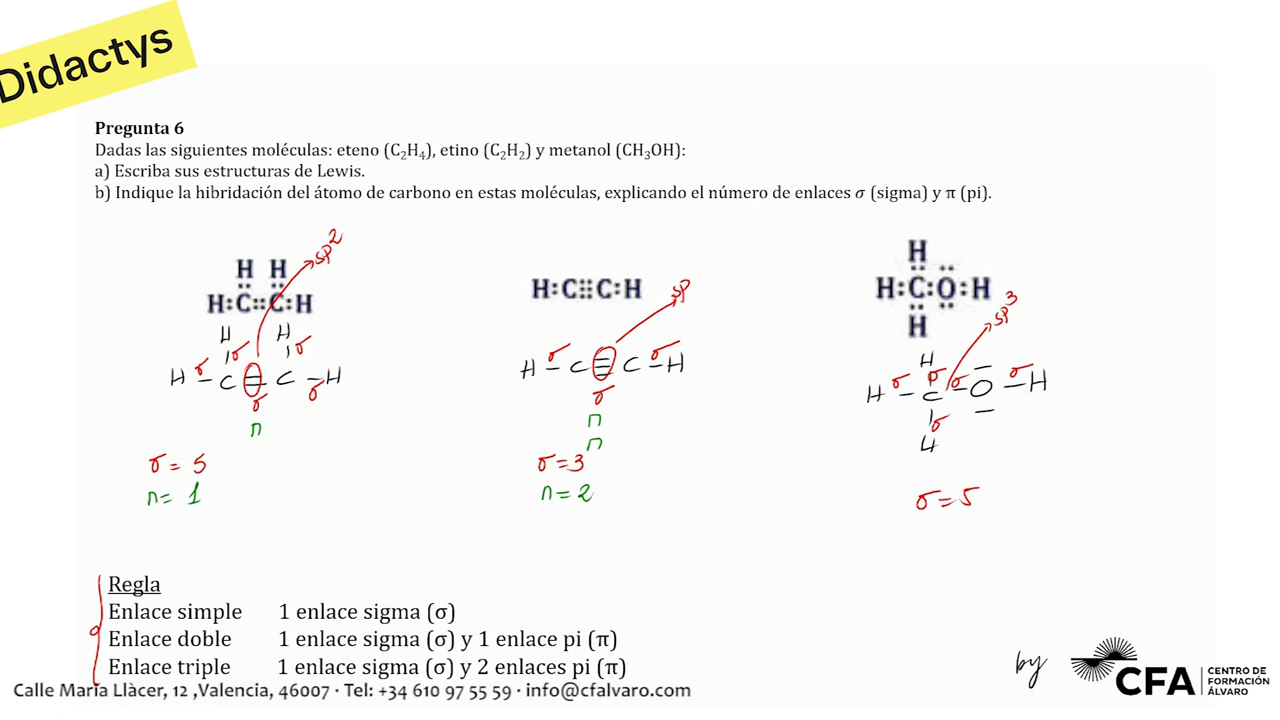 Didactys
Pregunta 6
Dadas las siguientes moléculas: eteno (C₂H₄), etino (C₂H₂) y metanol (CH₃OH):
a) Escriba sus estructuras de Lewis.
b) Indique la hibridación del átomo de carbono en estas moléculas, explicando el número de enlaces σ (sigma) y π (pi).
sp²
H H
H:C::C:H
H H
σ σ
H σ – C = C – H σ
σ
π
σ = 5
π = 1
H:C⋮⋮C:H
sp
H σ – C ≡ C – σ H
σ
π
π
σ = 3
π = 2
H
H:C:O:H
H
sp³
H
σ
H – σ C – σ O – σ H
σ
H
σ = 5
Regla
Enlace simple 1 enlace sigma (σ)
Enlace doble 1 enlace sigma (σ) y 1 enlace pi (π)
Enlace triple 1 enlace sigma (σ) y 2 enlaces pi (π)
by
CFA
CENTRO DE
FORMACIÓN
ÁLVARO
Calle María Llàcer, 12 ,Valencia, 46007 · Tel: +34 610 97 55 59 · info@cfalvaro.com